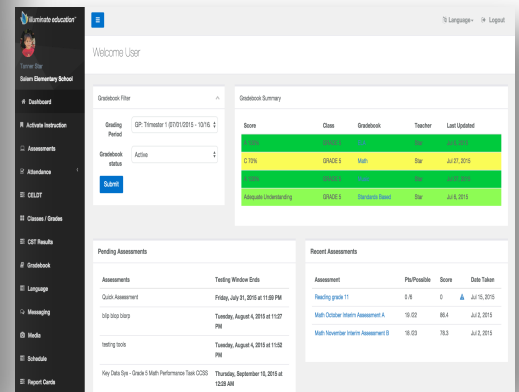 illuminate education
Language
Logout
Tanner Star
Salem Elementary School
Dashboard
Activate Instruction
Assessments
Attendance
CELDT
Classes / Grades
CST Results
Gradebook
Language
Messaging
Media
Schedule
Report Cards
Welcome User
Gradebook Filter
Grading Period
GP: Trimester 1 (07/01/2015 - 10/16
Gradebook status
Active
Submit
Gradebook Summary
Score Class Gradebook Teacher Last Updated
GRADE 5 Star
C 70% GRADE 5 Math Star Jul 27, 2015
GRADE 5 Star Jul 27, 2015
Adequate Understanding GRADE 5 Standards Based Star Jul 8, 2015
Pending Assessments
Assessments Testing Window Ends
Quick Assessment Friday, July 31, 2015 at 11:59 PM
blip blop blorp Tuesday, August 4, 2015 at 11:27
PM
testing tools Tuesday, August 4, 2015 at 11:52
PM
Key Data Sys - Grade 5 Math Performance Task CCSS Thursday, September 10, 2015 at
12:26 AM
Recent Assessments
Assessment Pts/Possible Score Date Taken
Reading grade 11 0 /6 0 Jul 15, 2015
Math October Interim Assessment A 19 /22 86.4 Jul 2, 2015
Math November Interim Assessment B 18 /23 78.3 Jul 2, 2015